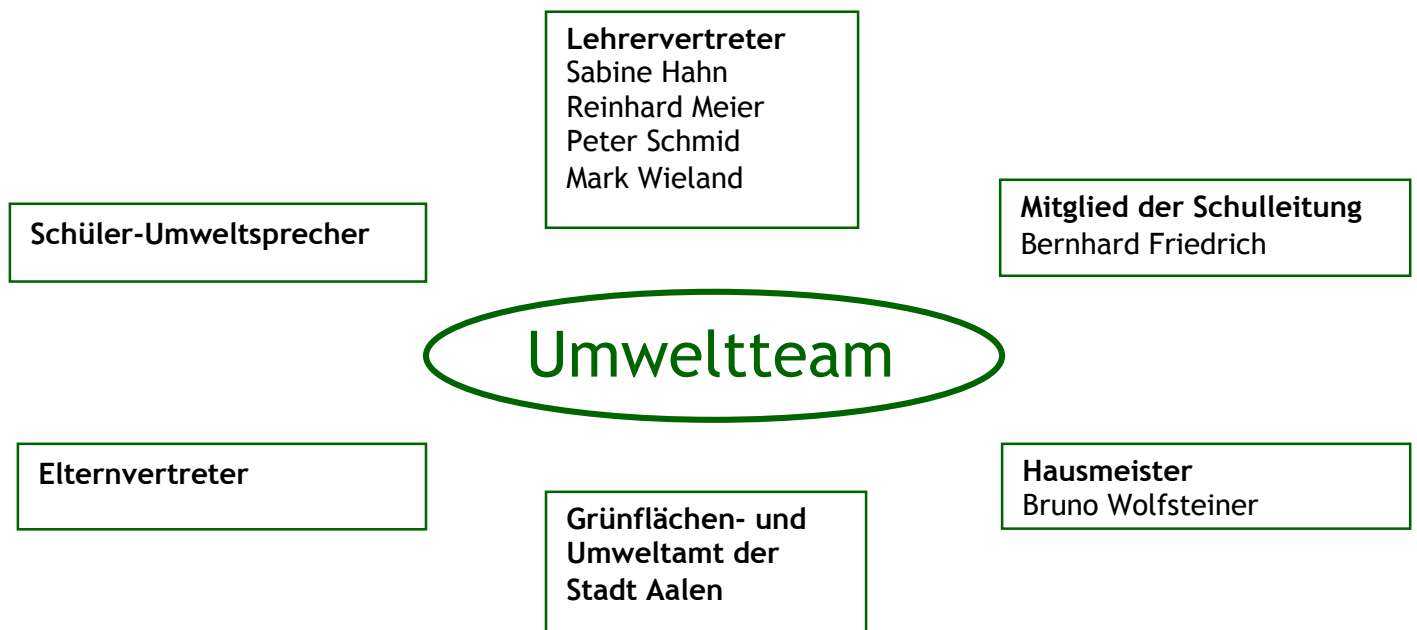 Lehrervertreter
Sabine Hahn
Reinhard Meier
Peter Schmid
Mark Wieland
Schüler-Umweltsprecher
Mitglied der Schulleitung
Bernhard Friedrich
Umweltteam
Elternvertreter
Hausmeister
Bruno Wolfsteiner
Grünflächen- und
Umweltamt der
Stadt Aalen